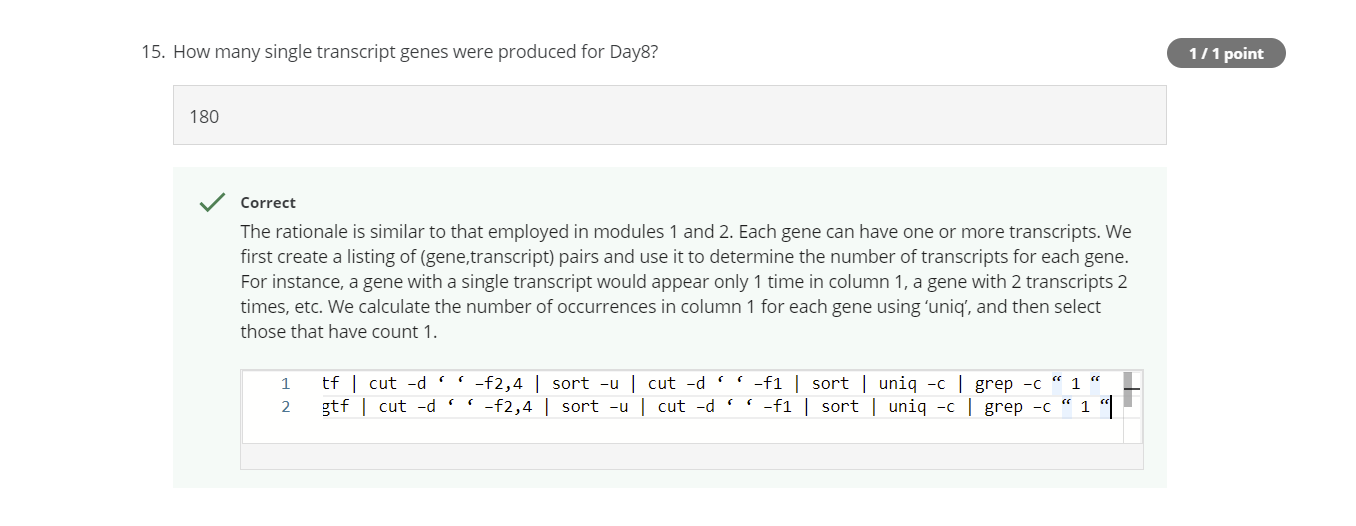 15. How many single transcript genes were produced for Day8?
1 / 1 point
180
Correct
The rationale is similar to that employed in modules 1 and 2. Each gene can have one or more transcripts. We
first create a listing of (gene,transcript) pairs and use it to determine the number of transcripts for each gene.
For instance, a gene with a single transcript would appear only 1 time in column 1, a gene with 2 transcripts 2
times, etc. We calculate the number of occurrences in column 1 for each gene using ‘uniq’, and then select
those that have count 1.
1 tf | cut –d ‘ ‘ –f2,4 | sort –u | cut –d ‘ ‘ –f1 | sort | uniq –c | grep –c “ 1 “
2 gtf | cut –d ‘ ‘ –f2,4 | sort –u | cut –d ‘ ‘ –f1 | sort | uniq –c | grep –c “ 1 “